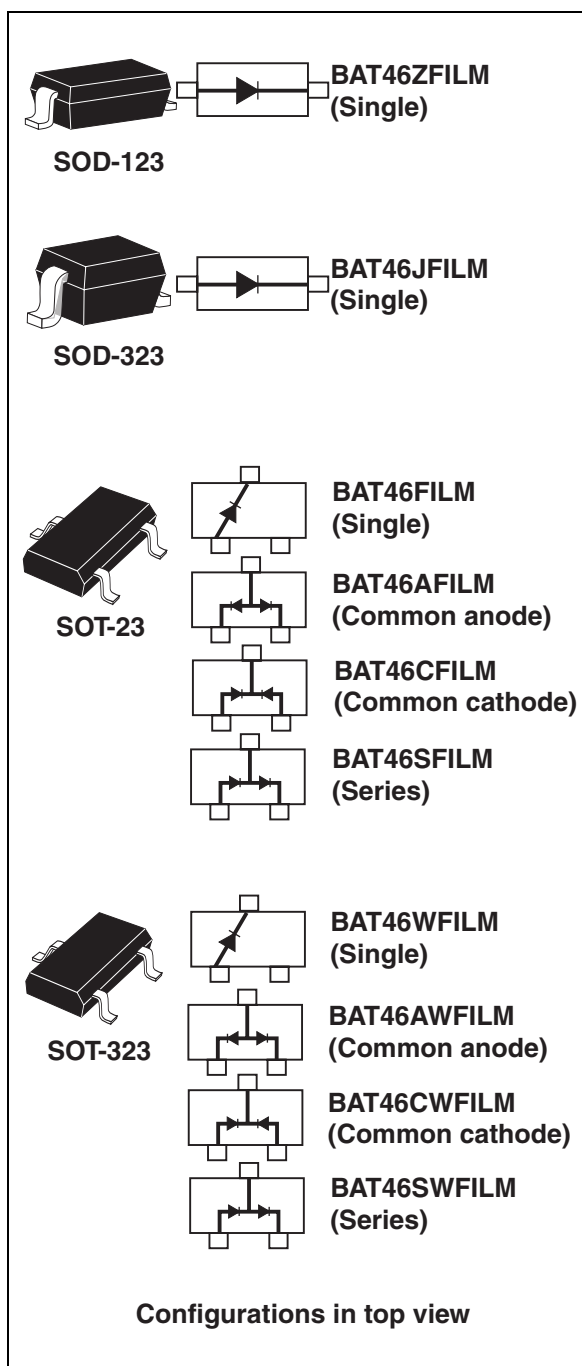 BAT46ZFILM
(Single)
SOD-123
BAT46JFILM
(Single)
SOD-323
BAT46FILM
(Single)
BAT46AFILM
(Common anode)
SOT-23
BAT46CFILM
(Common cathode)
BAT46SFILM
(Series)
BAT46WFILM
(Single)
BAT46AWFILM
(Common anode)
SOT-323
BAT46CWFILM
(Common cathode)
BAT46SWFILM
(Series)
Configurations in top view